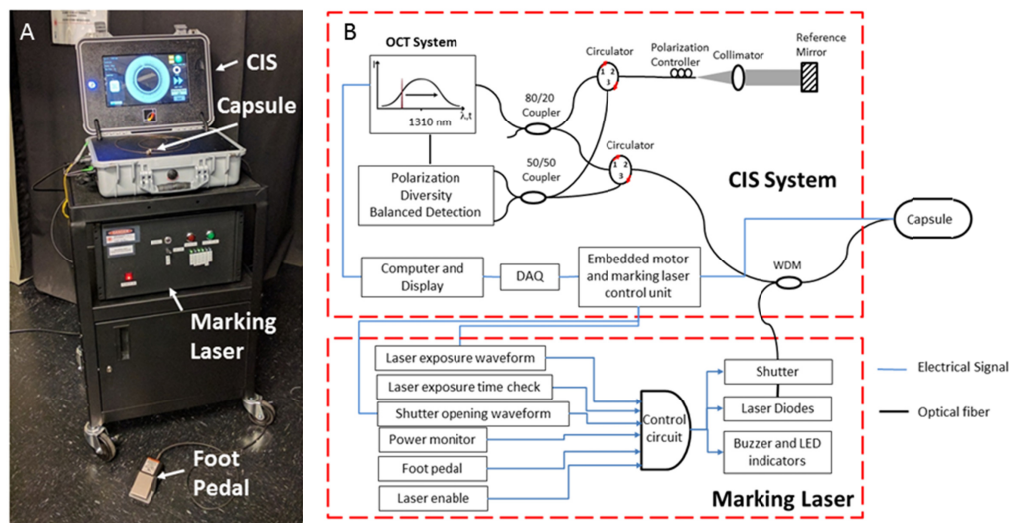 A
CIS
Capsule
Marking
Laser
Foot
Pedal
B
OCT System
I
λ,t
1310 nm
Polarization
Diversity
Balanced Detection
80/20
Coupler
50/50
Coupler
Circulator
1 2
3
Circulator
1 2
3
Polarization
Controller
Collimator
Reference
Mirror
CIS System
Capsule
WDM
Computer and
Display
DAQ
Embedded motor
and marking laser
control unit
Laser exposure waveform
Laser exposure time check
Shutter opening waveform
Power monitor
Foot pedal
Laser enable
Control
circuit
Shutter
Laser Diodes
Buzzer and LED
indicators
Marking Laser
Electrical Signal
Optical fiber